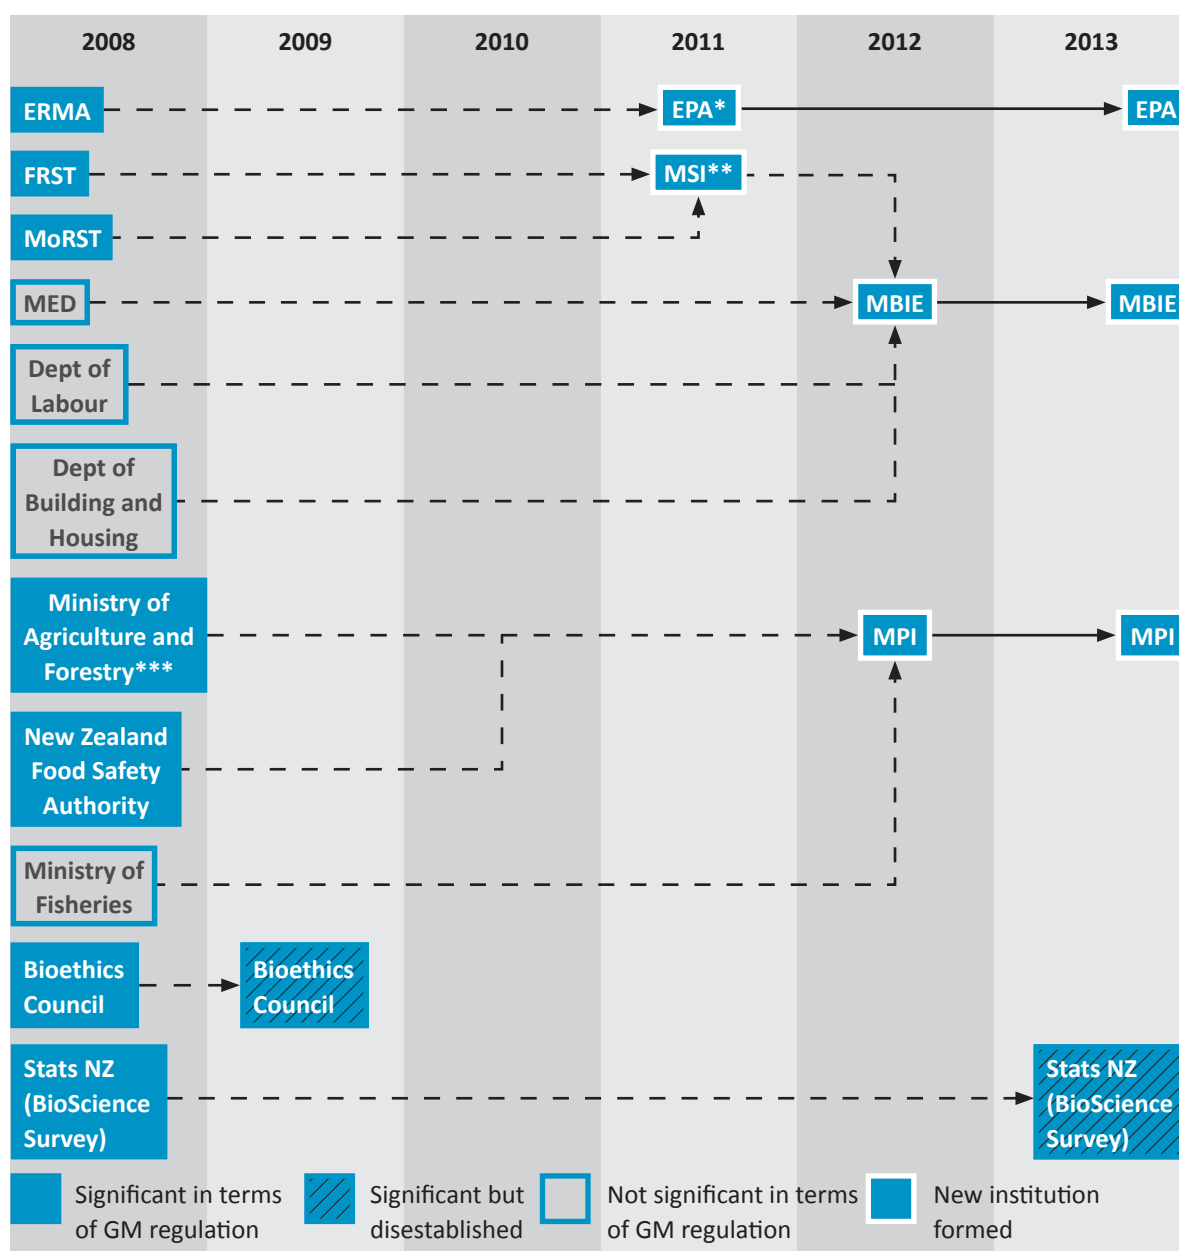 2008 2009 2010 2011 2012 2013
ERMA EPA* EPA
FRST MSI**
MoRST
MED MBIE MBIE
Dept of
Labour
Dept of
Building and
Housing
Ministry of
Agriculture and
Forestry***
MPI MPI
New Zealand
Food Safety
Authority
Ministry of
Fisheries
Bioethics
Council
Bioethics
Council
Stats NZ
(BioScience
Survey)
Stats NZ
(BioScience
Survey)
Significant in terms
of GM regulation
Significant but
disestablished
Not significant in terms
of GM regulation
New institution
formed